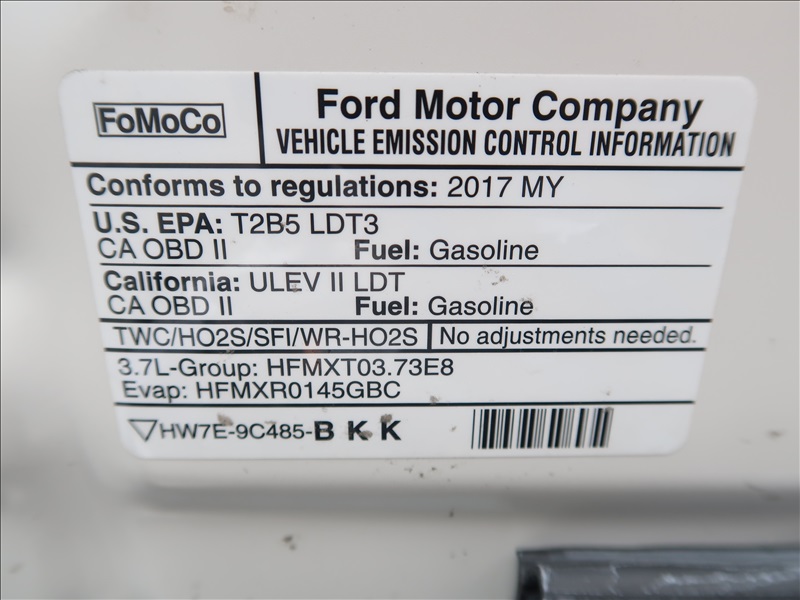 FoMoCo
Ford Motor Company
VEHICLE EMISSION CONTROL INFORMATION
Conforms to regulations: 2017 MY
U.S. EPA: T2B5 LDT3
CA OBD II Fuel: Gasoline
California: ULEV II LDT
CA OBD II Fuel: Gasoline
TWC/HO2S/SFI/WR-HO2S No adjustments needed.
3.7L-Group: HFMXT03.73E8
Evap: HFMXR0145GBC
HW7E-9C485-B K K